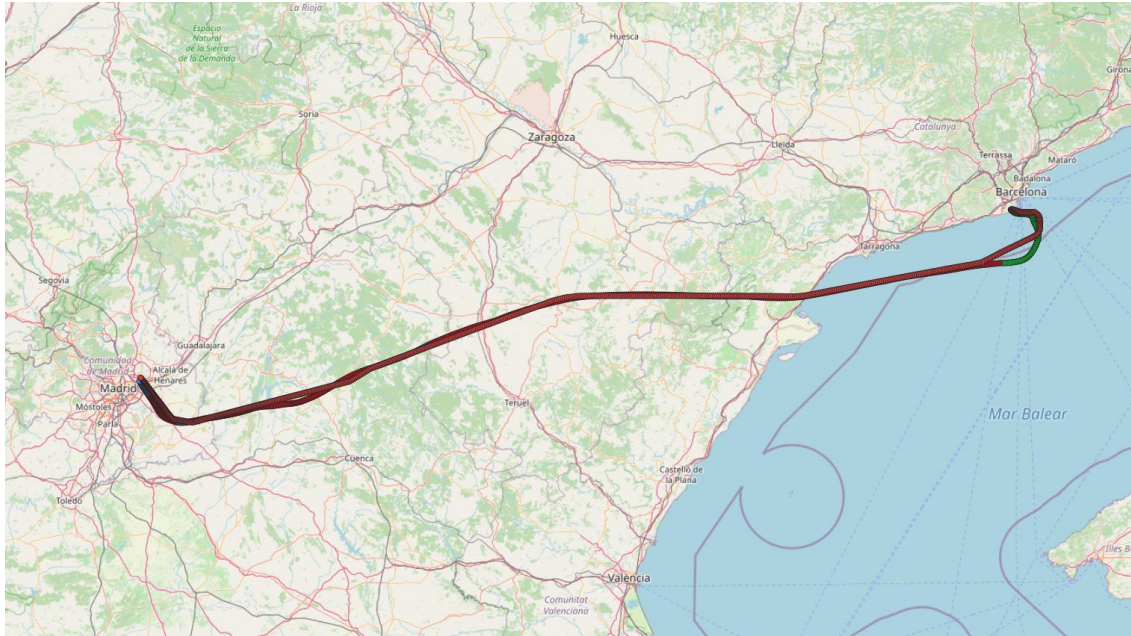 La Rioja
Espacio
Natural
de la Sierra
de la Demanda
Huesca
Girona
Soria
Zaragoza
Lleida
Catalunya
Terrassa
Mataró
Badalona
Barcelona
Tarragona
Segovia
Guadalajara
Comunidad
de Madrid
Alcalá de
Henares
Madrid
Móstoles
Parla
Teruel
Mar Balear
Cuenca
Castelló de
la Plana
Toledo
Illes B
València
Comunitat
Valenciana